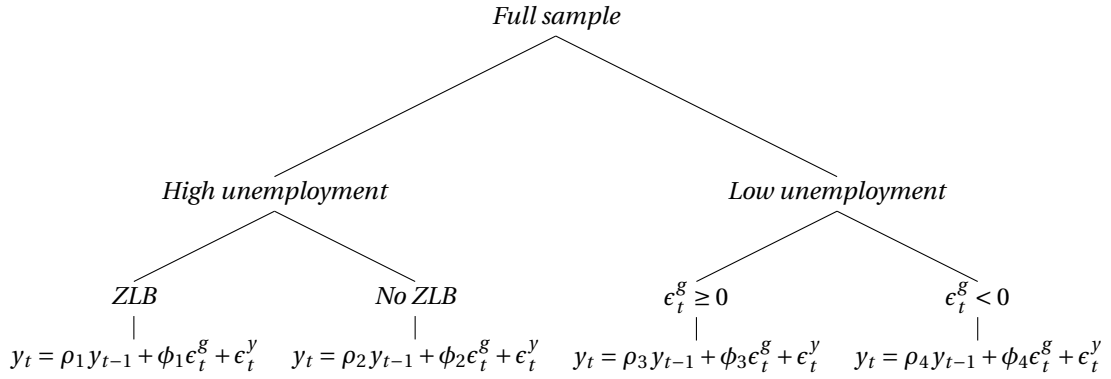 Full sample
High unemployment Low unemployment
ZLB No ZLB ϵ_t^g ≥ 0 ϵ_t^g < 0
y_t = ρ_1 y_{t−1} + ϕ_1 ϵ_t^g + ϵ_t^y y_t = ρ_2 y_{t−1} + ϕ_2 ϵ_t^g + ϵ_t^y y_t = ρ_3 y_{t−1} + ϕ_3 ϵ_t^g + ϵ_t^y y_t = ρ_4 y_{t−1} + ϕ_4 ϵ_t^g + ϵ_t^y